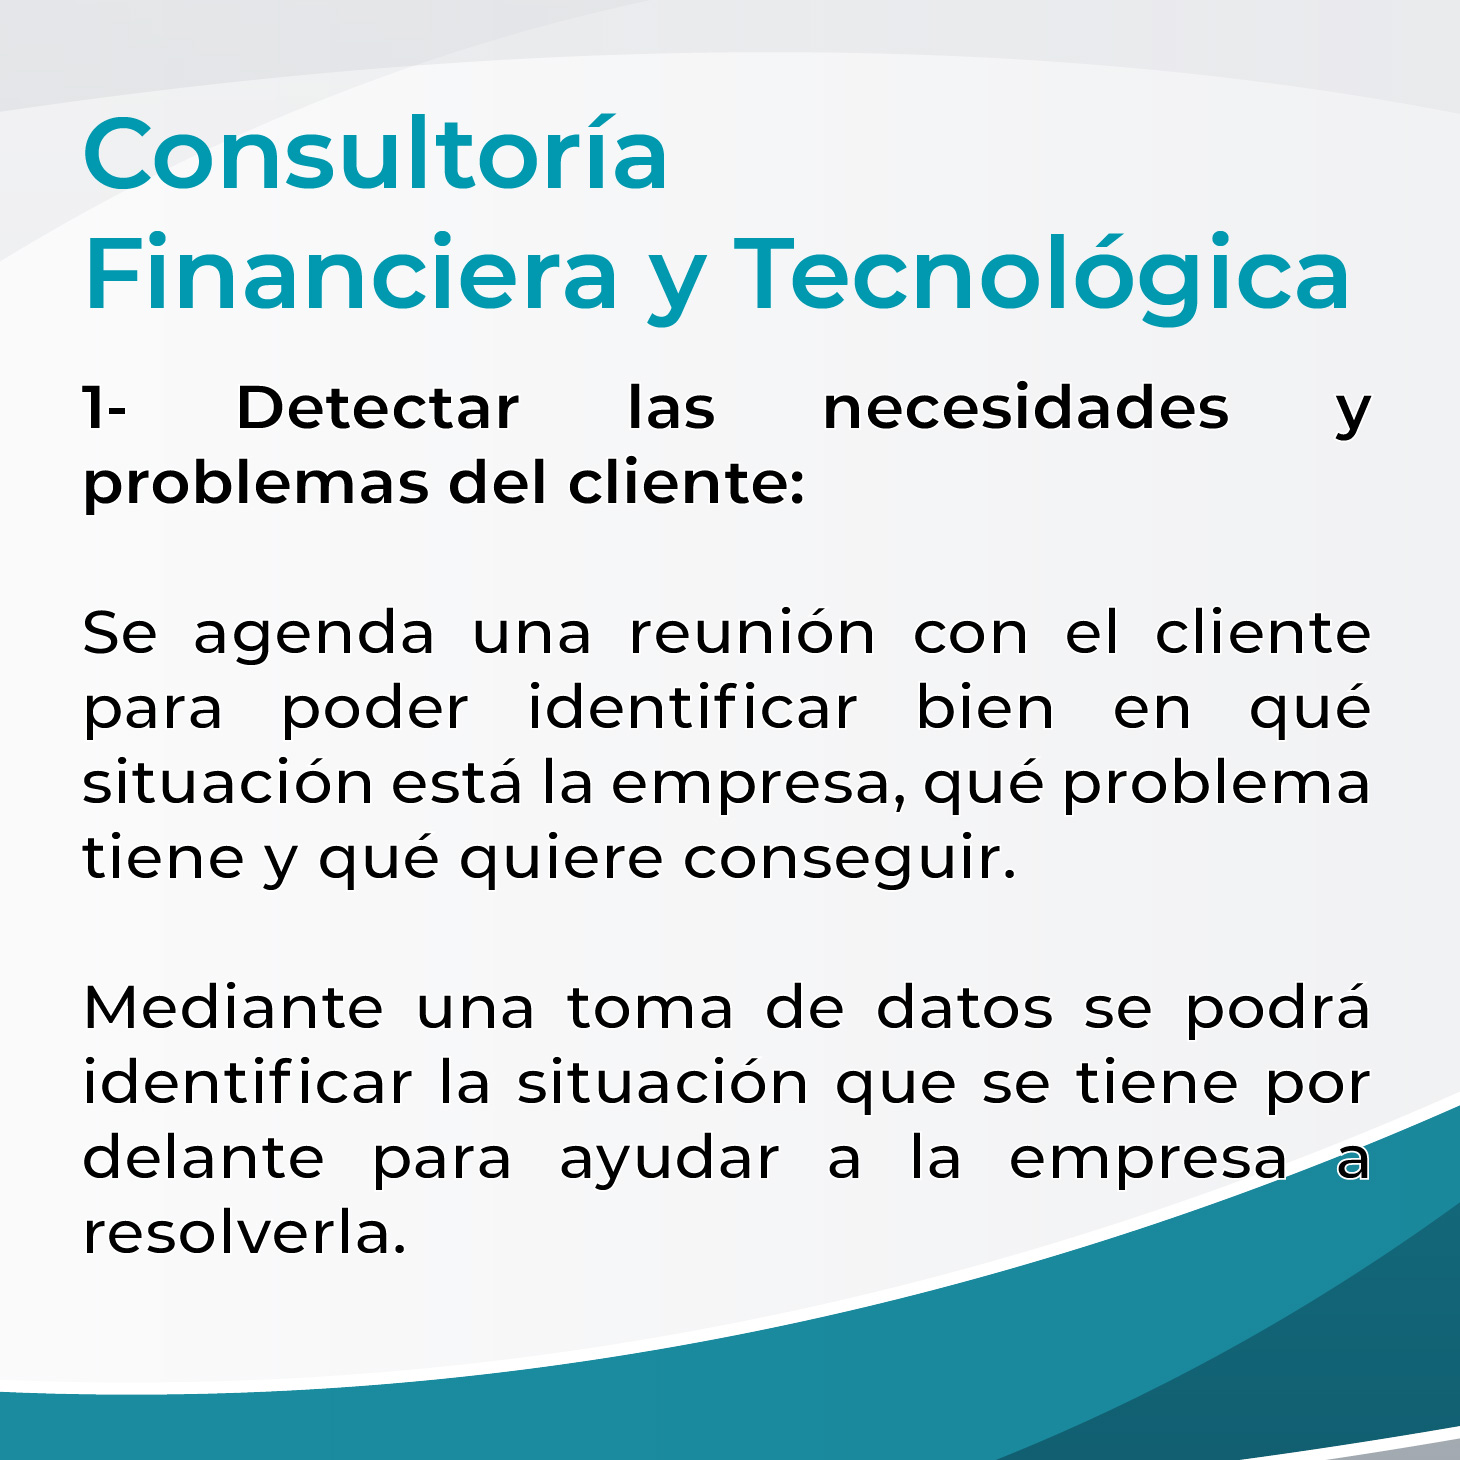 Consultoría
Financiera y Tecnológica
1- Detectar las necesidades y
problemas del cliente:
Se agenda una reunión con el cliente
para poder identificar bien en qué
situación está la empresa, qué problema
tiene y qué quiere conseguir.
Mediante una toma de datos se podrá
identificar la situación que se tiene por
delante para ayudar a la empresa a
resolverla.